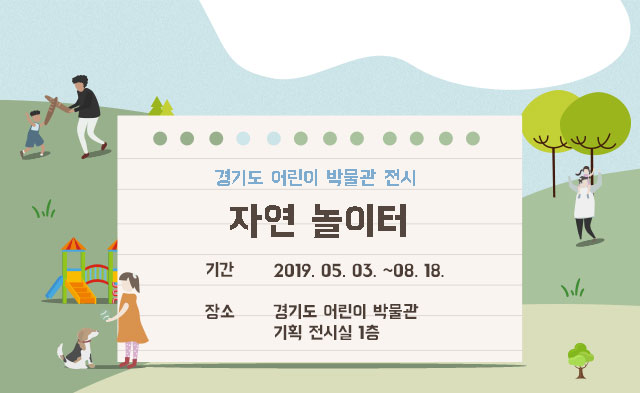 경기도 어린이 박물관 전시
자연 놀이터
기간 2019. 05. 03. ~08. 18.
장소 경기도 어린이 박물관
기획 전시실 1층